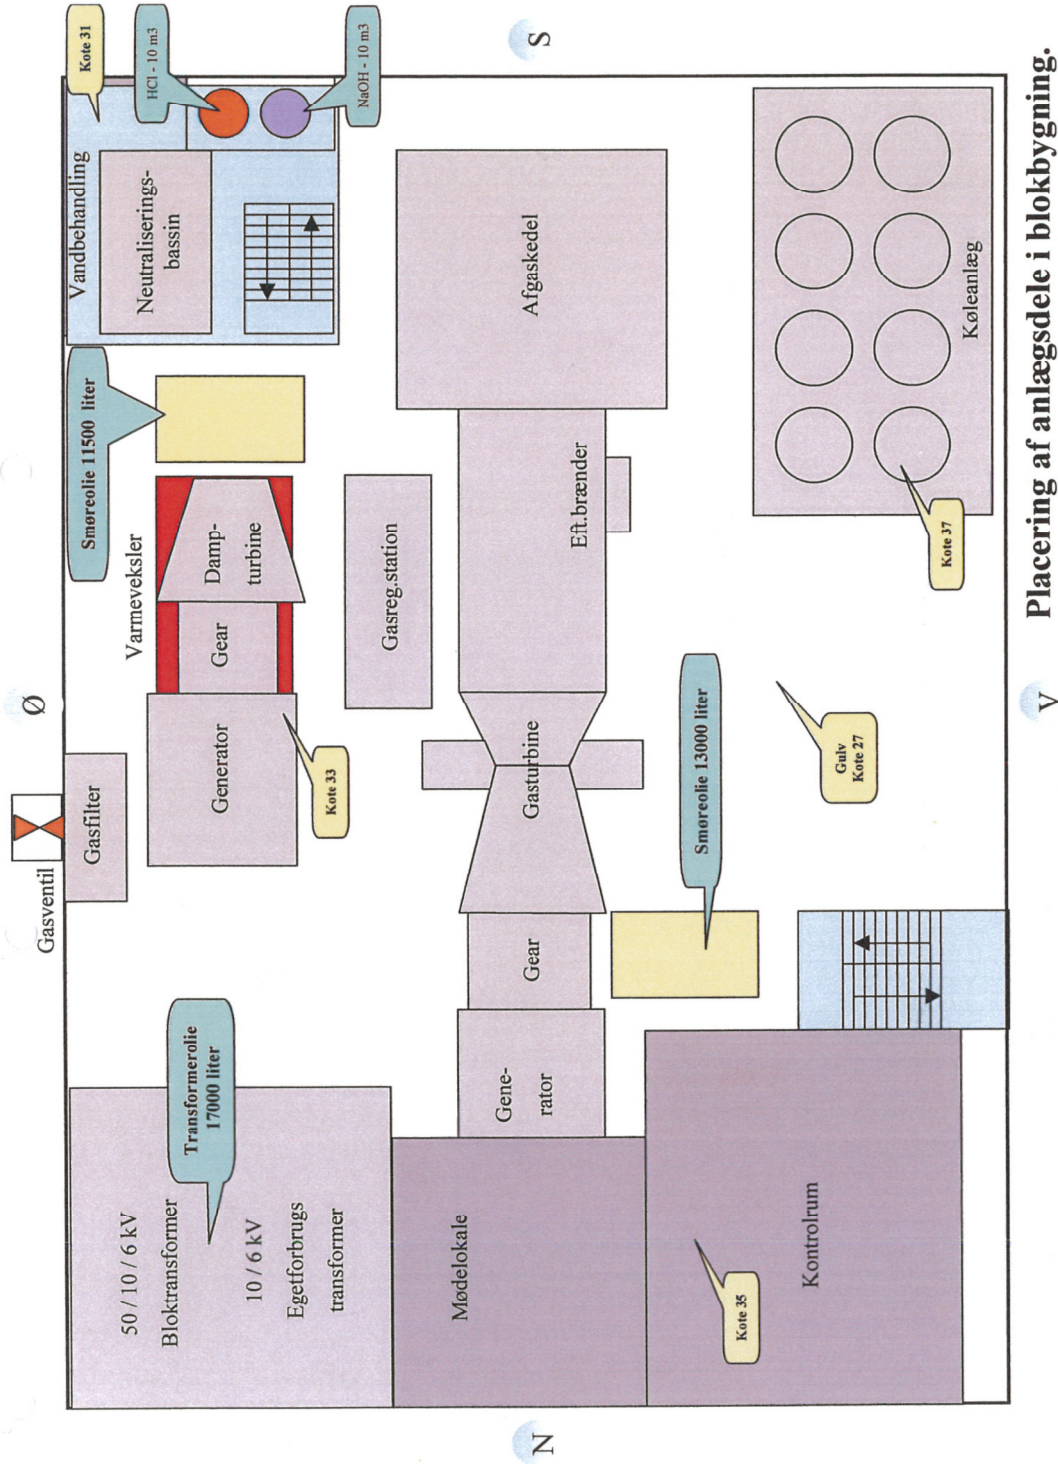 Ø
Gasventil
Gasfilter
50 / 10 / 6 kV
Bloktransformer
Transformerolie
17000 liter
10 / 6 kV
Egetforbrugs
transformer
Generator
Kote 33
Varmeveksler
Gear
Damp-
turbine
Smøreolie 11500 liter
Vandbehandling
Neutraliserings-
bassin
Kote 31
HCl - 10 m3
NaOH - 10 m3
Gasreg.station
N
Mødelokale
Gene-
rator
Gear
Gasturbine
Eft.brænder
Afgaskedel
S
Smøreolie 13000 liter
Kontrolrum
Kote 35
Gulv
Kote 27
Kote 37
Køleanlæg
V
Placering af anlægsdele i blokbygning.